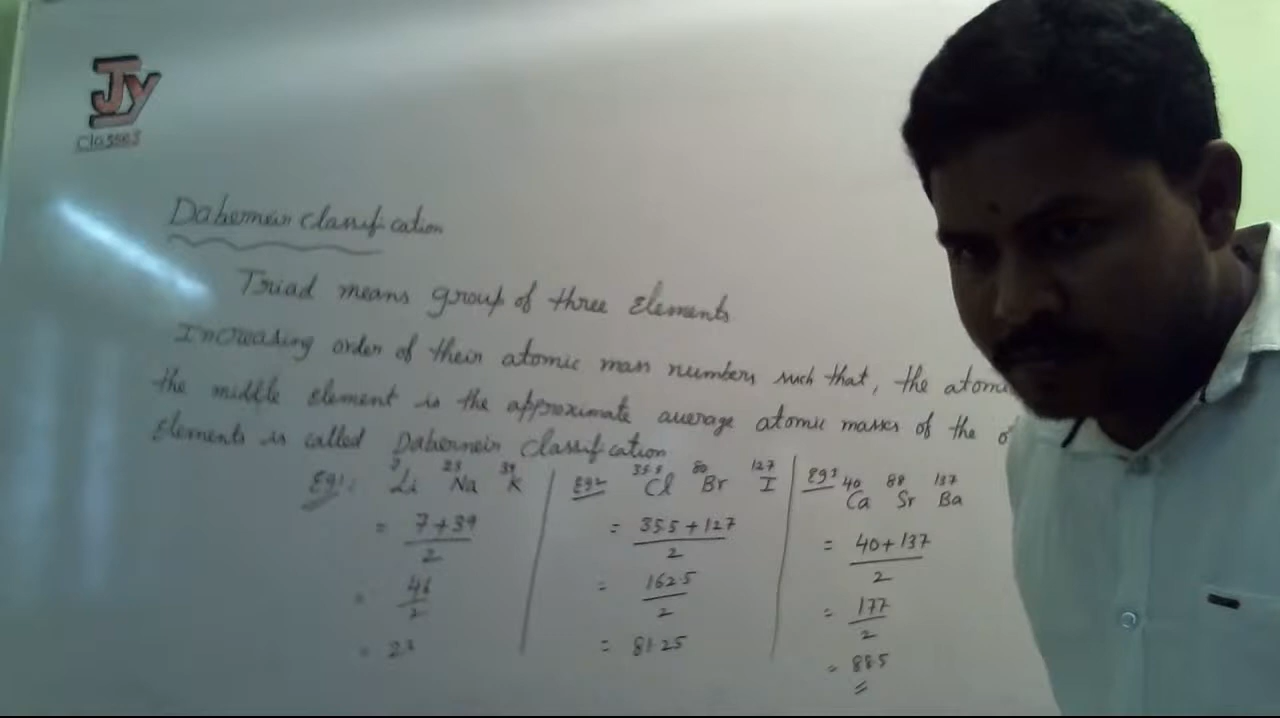 Jy
Classes
Dabernein Classification
Triad means group of three Elements
Increasing order of their atomic mass numbers such that, the atomic
the middle element is the approximate average atomic masses of the
Elements is called Dabernein Classification
Eg1: 7 Li 23 Na 39 K
= 7+39 / 2
= 46 / 2
= 23
Eg2 35.5 Cl 80 Br 127 I
= 35.5+127 / 2
= 162.5 / 2
= 81.25
Eg3 40 Ca 88 Sr 137 Ba
= 40+137 / 2
= 177 / 2
= 88.5